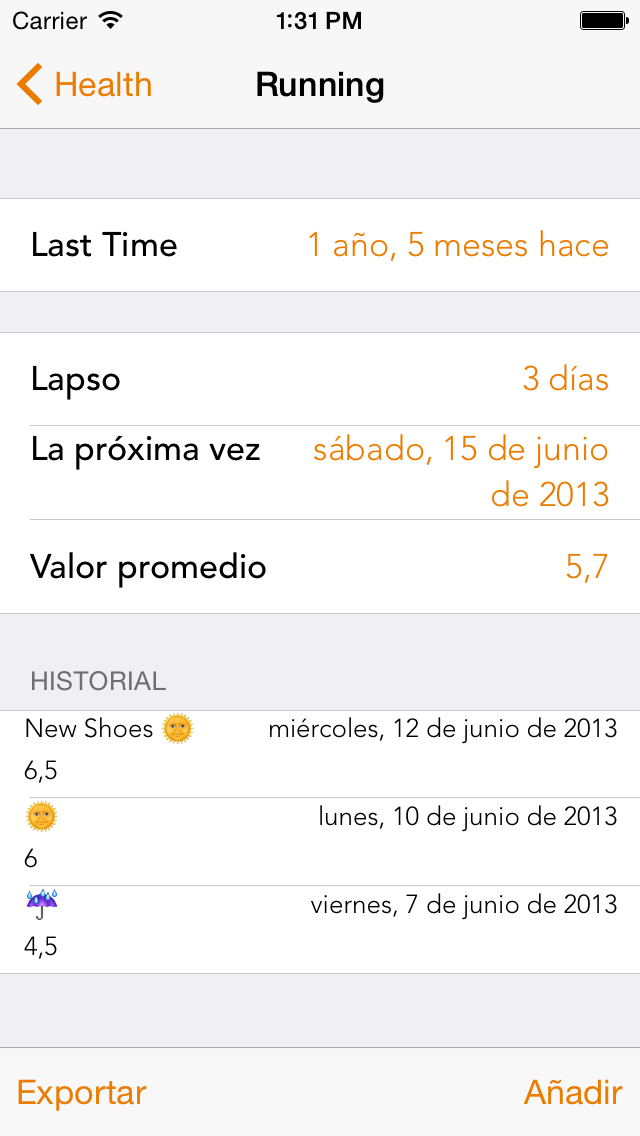 Carrier 1:31 PM
Health Running
Last Time 1 año, 5 meses hace
Lapso 3 días
La próxima vez sábado, 15 de junio
de 2013
Valor promedio 5,7
HISTORIAL
New Shoes 🌞 miércoles, 12 de junio de 2013
6,5
🌞 lunes, 10 de junio de 2013
6
☔ viernes, 7 de junio de 2013
4,5
Exportar Añadir